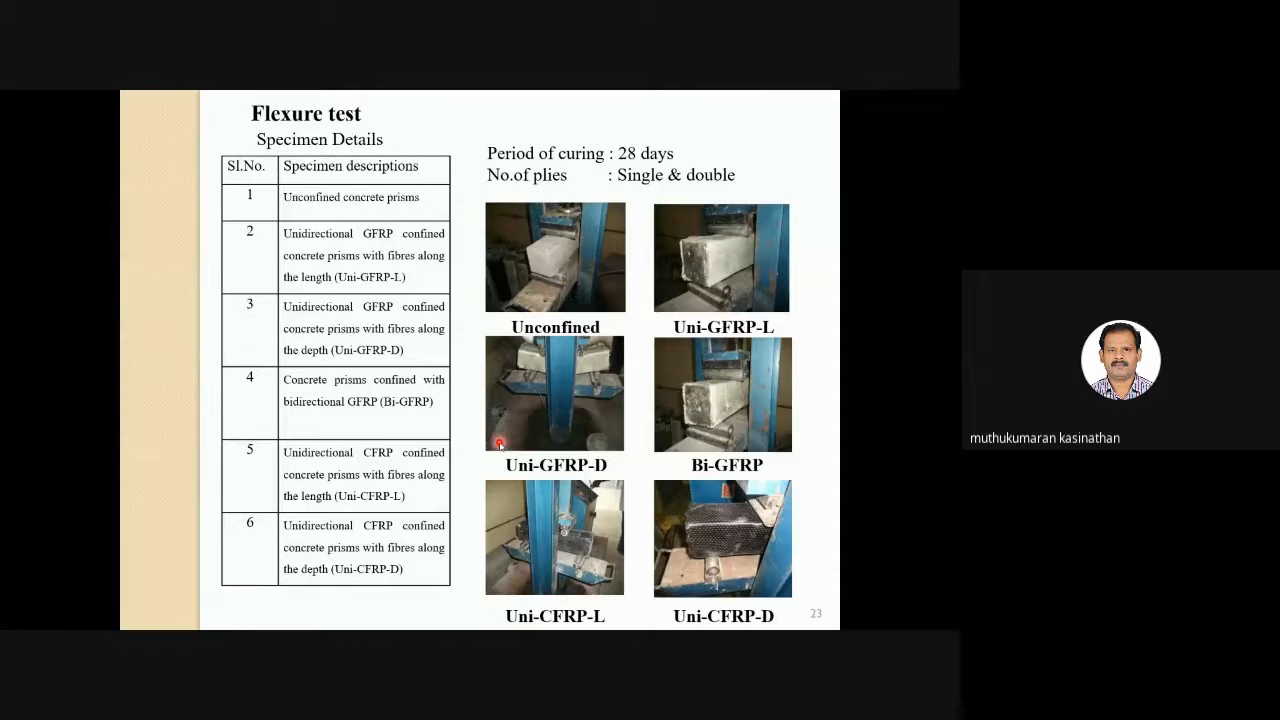 Flexure test
Specimen Details
Sl.No. Specimen descriptions
1 Unconfined concrete prisms
2 Unidirectional GFRP confined
concrete prisms with fibres along
the length (Uni-GFRP-L)
3 Unidirectional GFRP confined
concrete prisms with fibres along
the depth (Uni-GFRP-D)
4 Concrete prisms confined with
bidirectional GFRP (Bi-GFRP)
5 Unidirectional CFRP confined
concrete prisms with fibres along
the length (Uni-CFRP-L)
6 Unidirectional CFRP confined
concrete prisms with fibres along
the depth (Uni-CFRP-D)
Period of curing : 28 days
No.of plies : Single & double
Unconfined Uni-GFRP-L
Uni-GFRP-D Bi-GFRP
Uni-CFRP-L Uni-CFRP-D
23
muthukumaran kasinathan